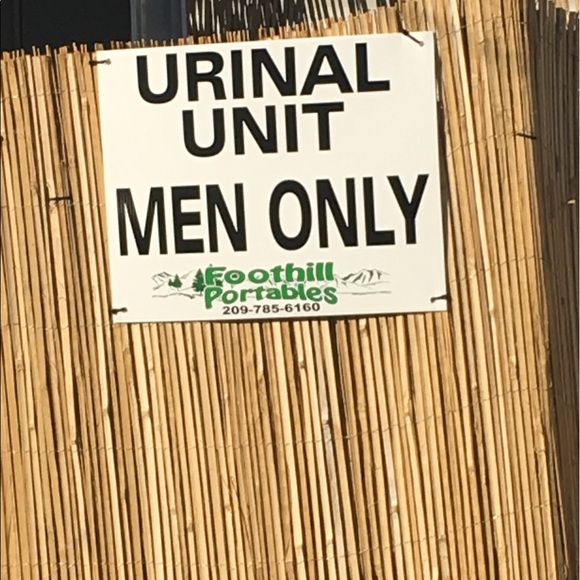 URINAL
UNIT
MEN ONLY
Foothill
Portables
209-785-6160